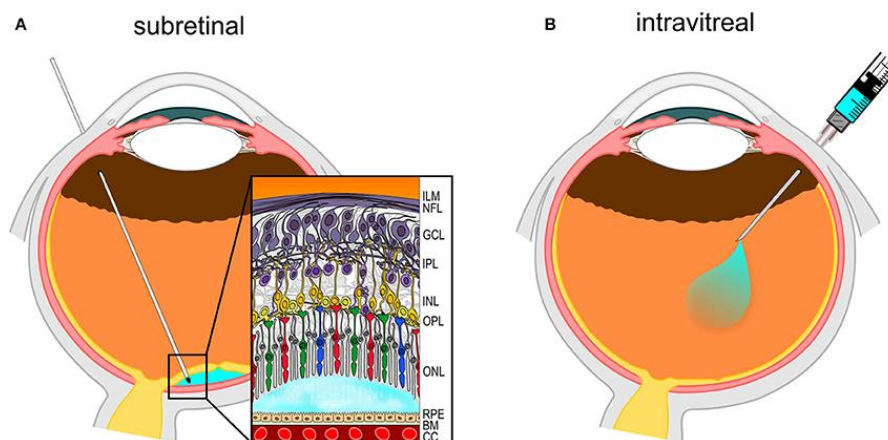 A subretinal
B intravitreal
ILM
NFL
GCL
IPL
INL
OPL
ONL
RPE
BM
CC